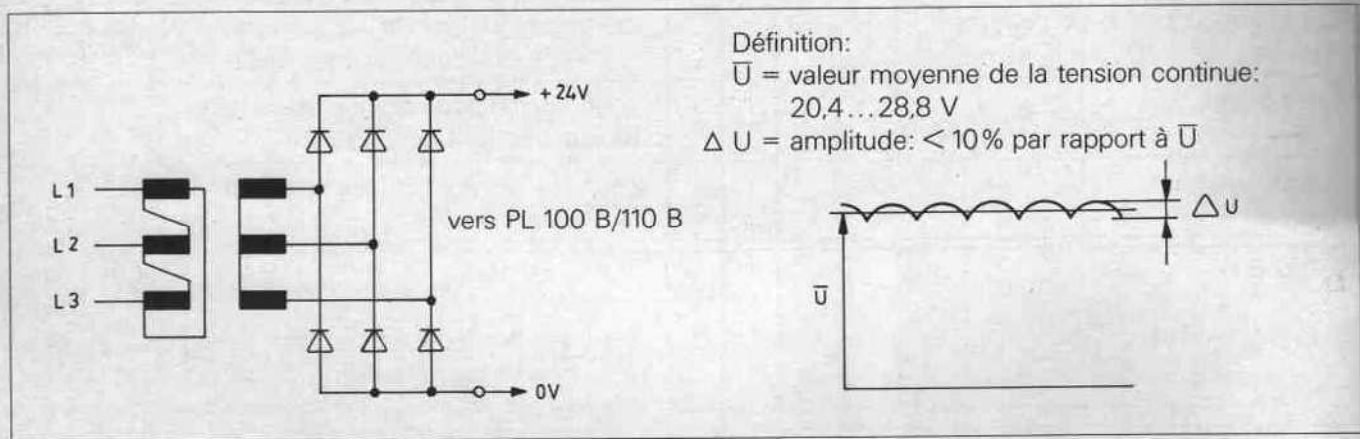 Définition:
U̅ = valeur moyenne de la tension continue:
20,4...28,8 V
Δ U = amplitude: < 10% par rapport à U̅
+24V
L1
L2
L3
vers PL 100 B/110 B
0V
Δ U
U̅